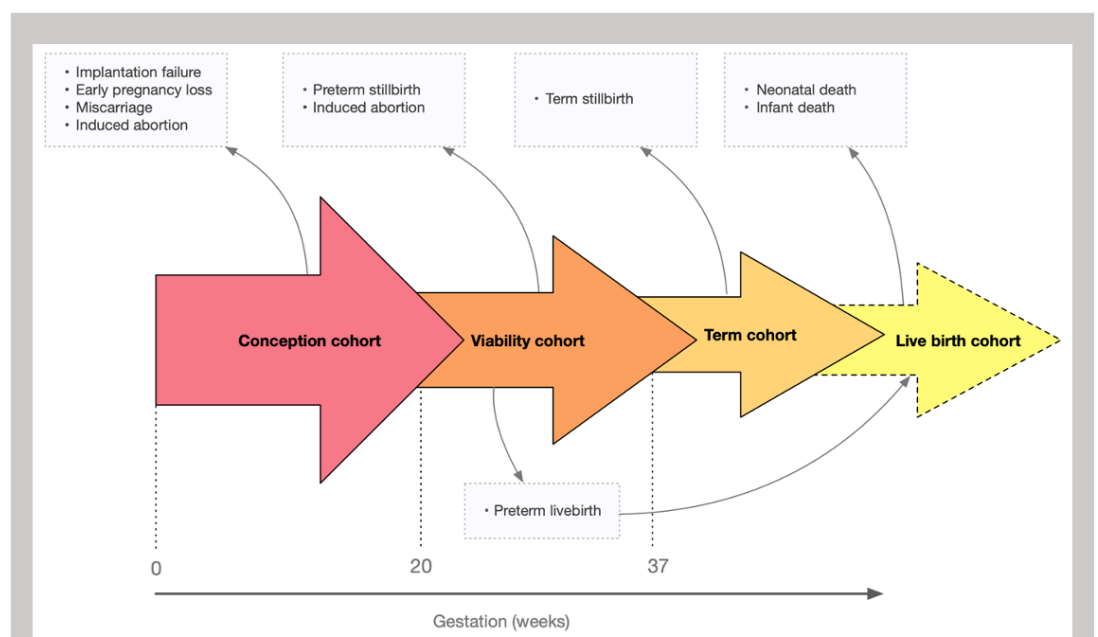 • Implantation failure
• Early pregnancy loss
• Miscarriage
• Induced abortion
• Preterm stillbirth
• Induced abortion
• Term stillbirth
• Neonatal death
• Infant death
Conception cohort
Viability cohort
Term cohort
Live birth cohort
• Preterm livebirth
0
20
37
Gestation (weeks)